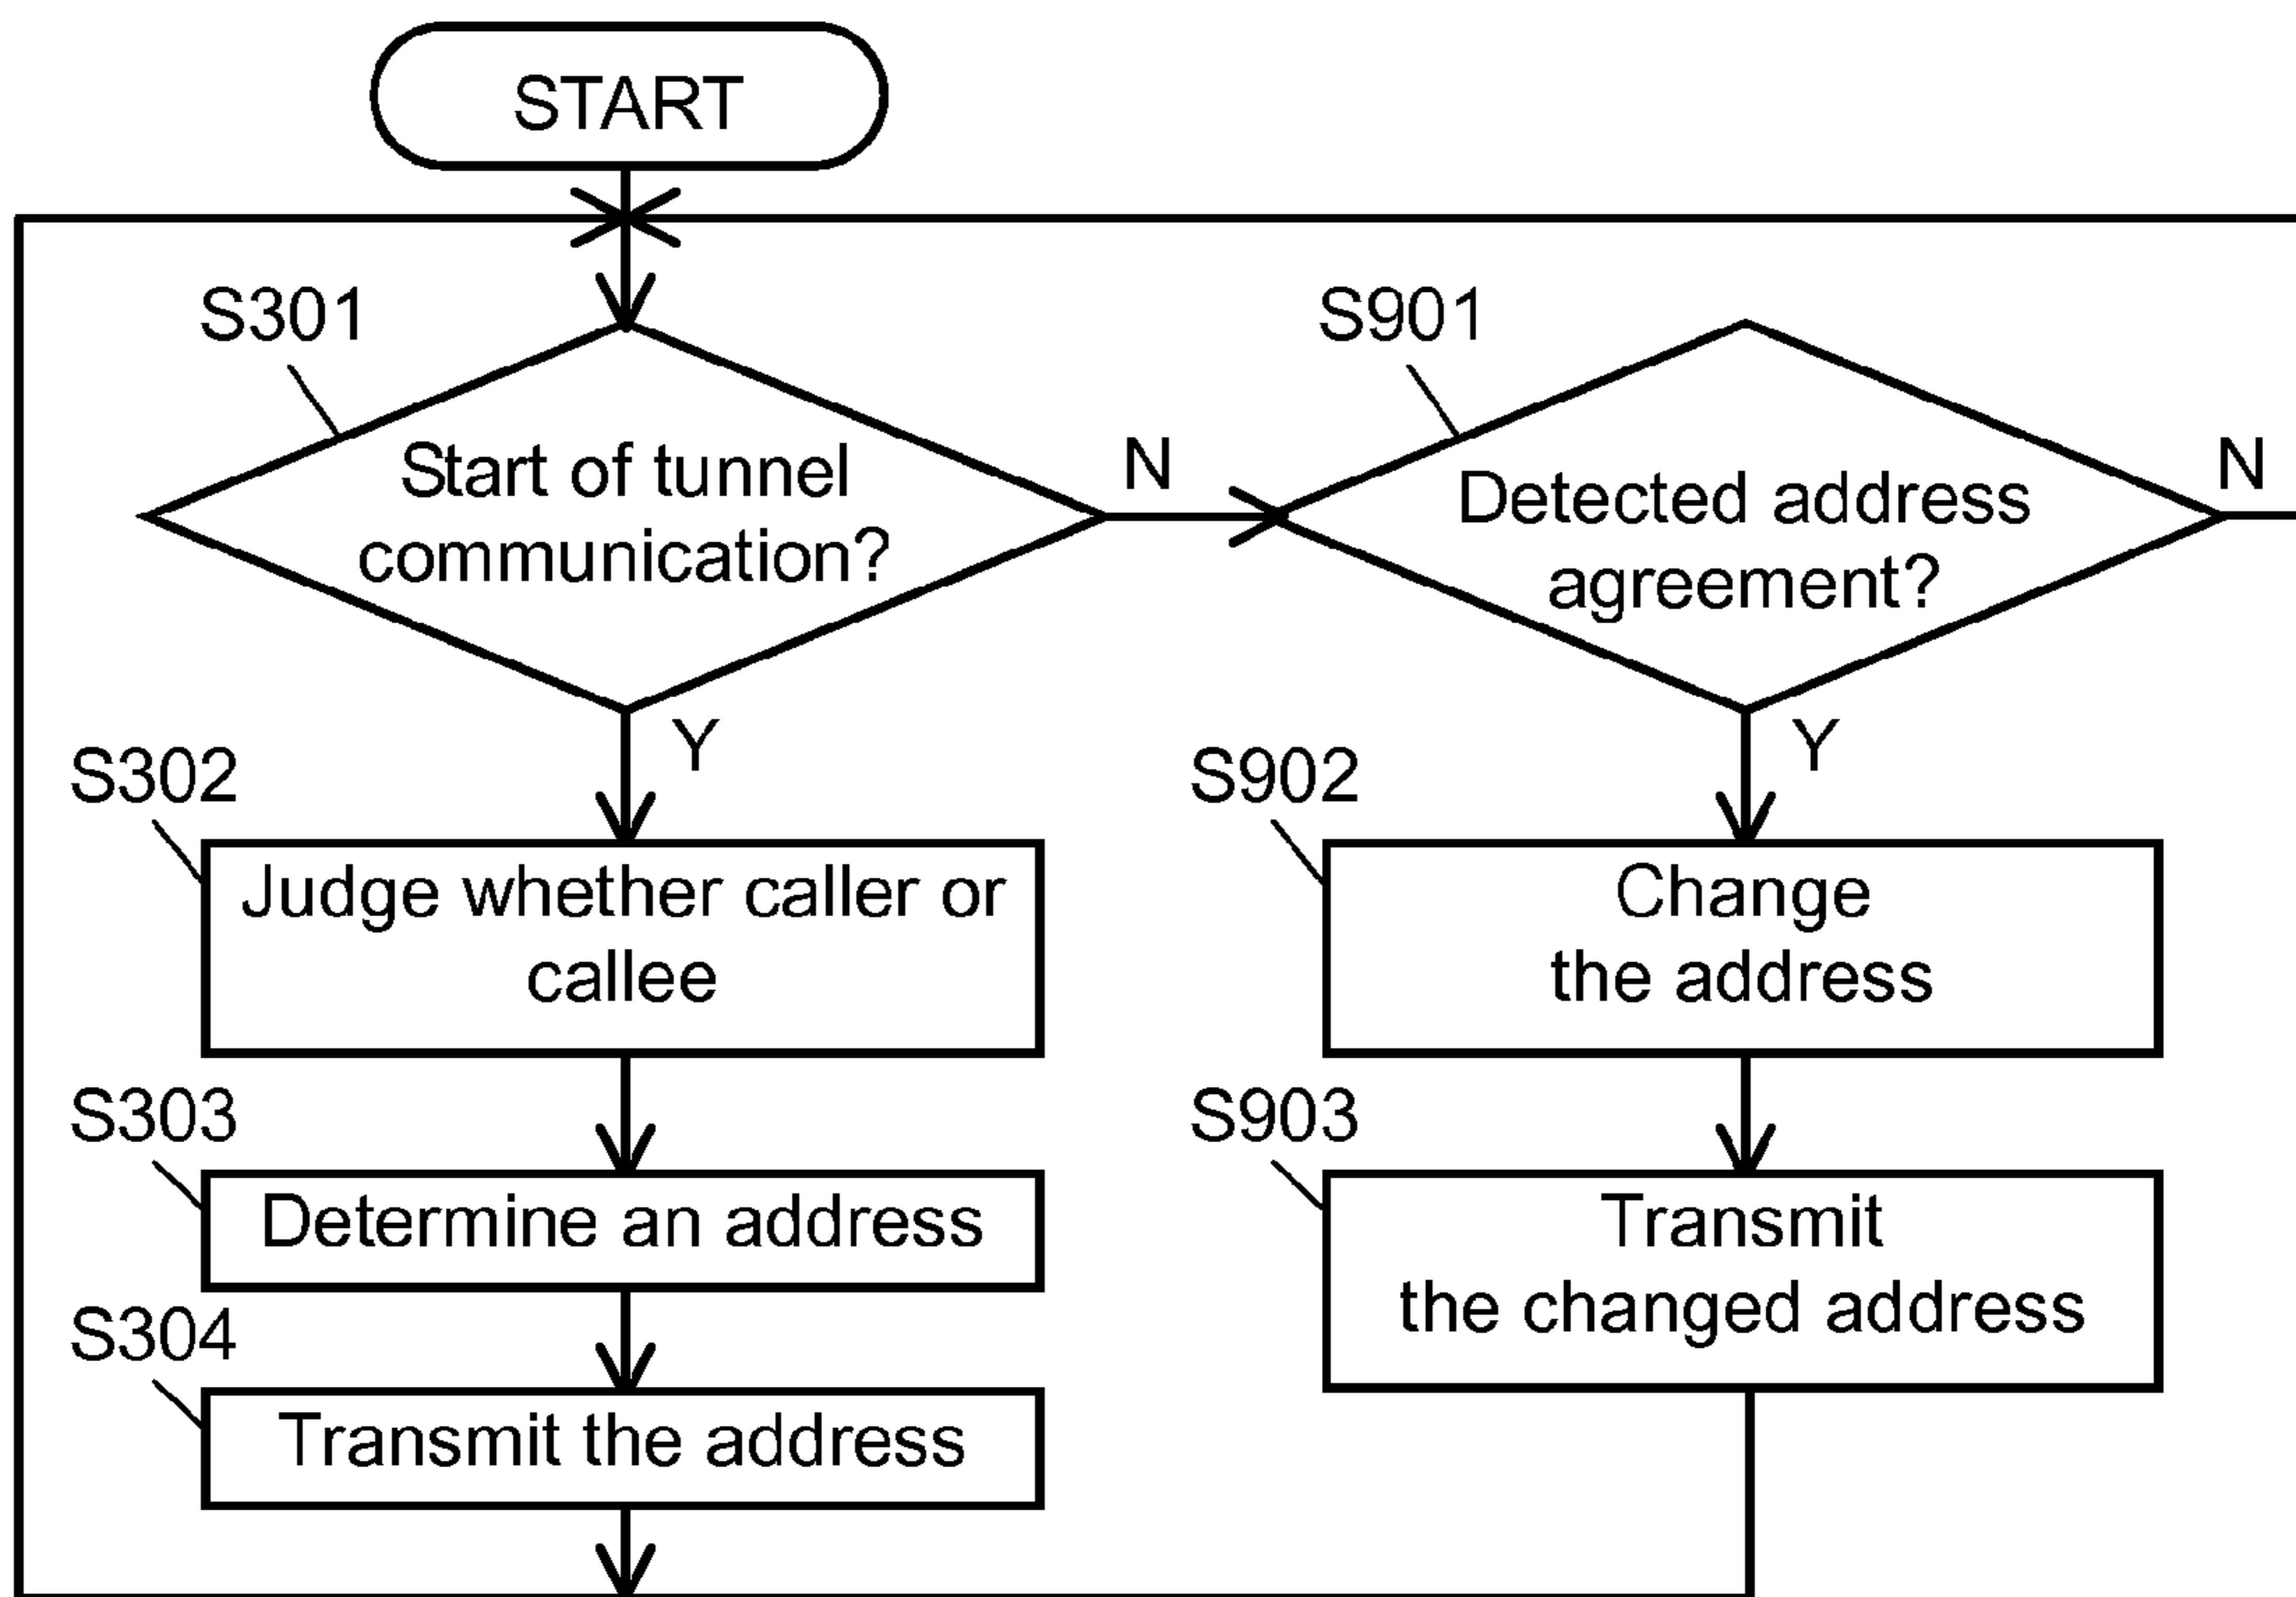 START
S301
Start of tunnel
communication?
N
Y
S302
Judge whether caller or
callee
S303
Determine an address
S304
Transmit the address
S901
Detected address
agreement?
N
Y
S902
Change
the address
S903
Transmit
the changed address